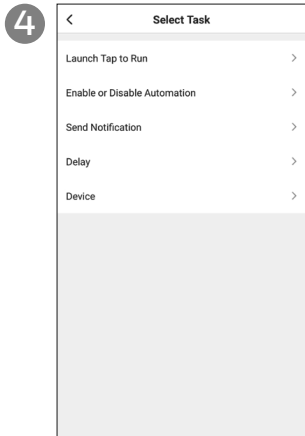 4
Select Task
Launch Tap to Run
Enable or Disable Automation
Send Notification
Delay
Device